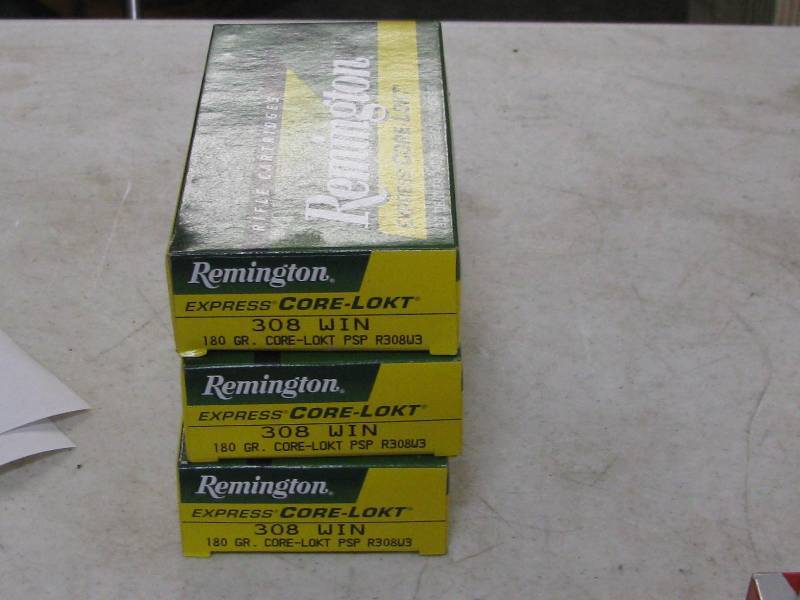 RIFLE CARTRIDGES
Remington
EXPRESS CORE-LOKT
Remington®
EXPRESS® CORE-LOKT®
308 WIN
180 GR. CORE-LOKT PSP R308W3
Remington®
EXPRESS® CORE-LOKT®
308 WIN
180 GR. CORE-LOKT PSP R308W3
Remington®
EXPRESS® CORE-LOKT®
308 WIN
180 GR. CORE-LOKT PSP R308W3